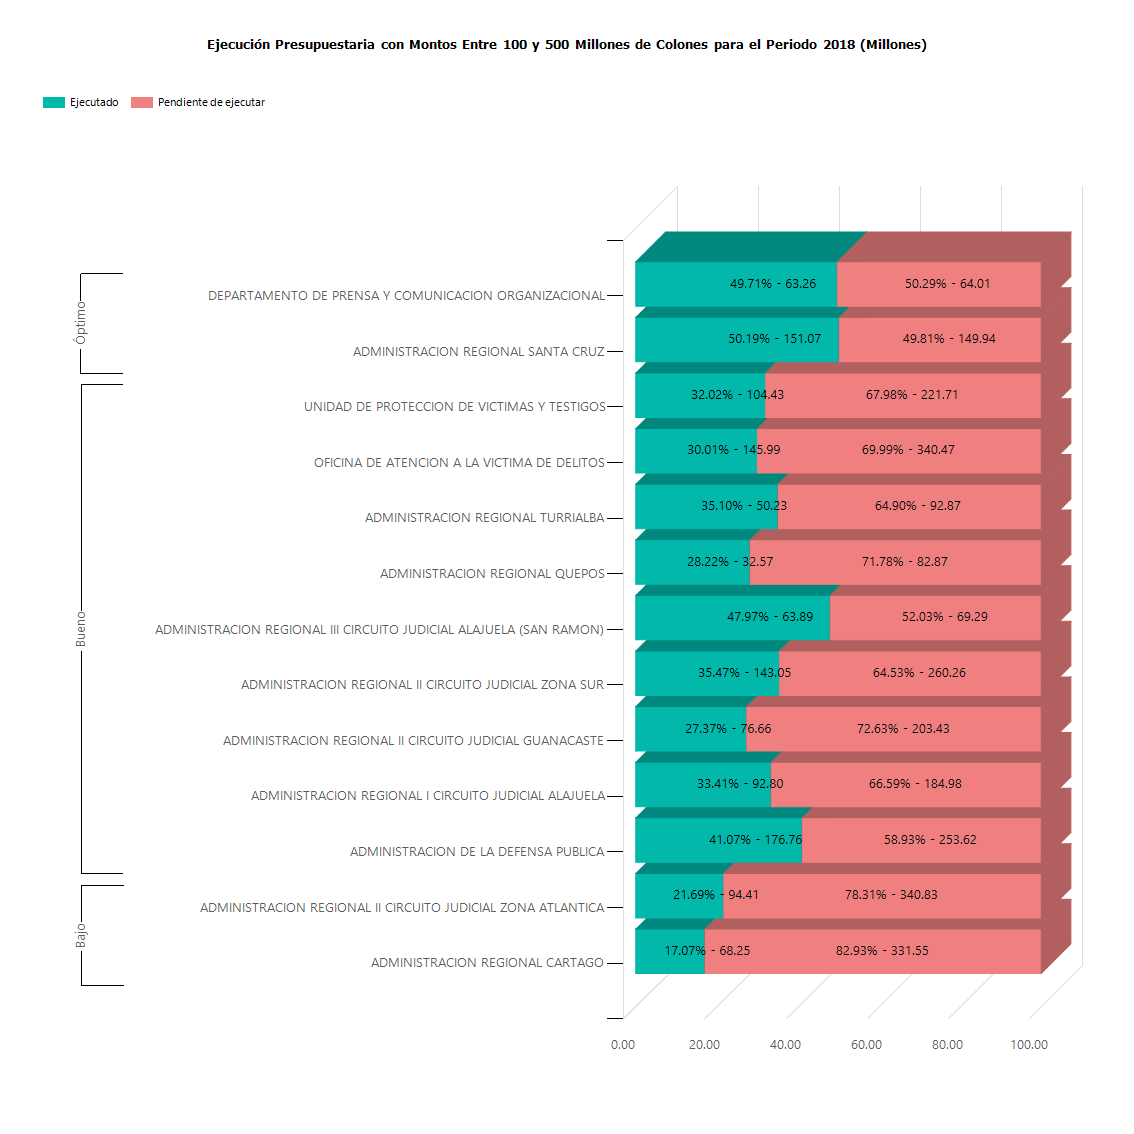 Ejecución Presupuestaria con Montos Entre 100 y 500 Millones de Colones para el Periodo 2018 (Millones)
Ejecutado
Pendiente de ejecutar
Óptimo
DEPARTAMENTO DE PRENSA Y COMUNICACION ORGANIZACIONAL
49.71% - 63.26
50.29% - 64.01
ADMINISTRACION REGIONAL SANTA CRUZ
50.19% - 151.07
49.81% - 149.94
Bueno
UNIDAD DE PROTECCION DE VICTIMAS Y TESTIGOS
32.02% - 104.43
67.98% - 221.71
OFICINA DE ATENCION A LA VICTIMA DE DELITOS
30.01% - 145.99
69.99% - 340.47
ADMINISTRACION REGIONAL TURRIALBA
35.10% - 50.23
64.90% - 92.87
ADMINISTRACION REGIONAL QUEPOS
28.22% - 32.57
71.78% - 82.87
ADMINISTRACION REGIONAL III CIRCUITO JUDICIAL ALAJUELA (SAN RAMON)
47.97% - 63.89
52.03% - 69.29
ADMINISTRACION REGIONAL II CIRCUITO JUDICIAL ZONA SUR
35.47% - 143.05
64.53% - 260.26
ADMINISTRACION REGIONAL II CIRCUITO JUDICIAL GUANACASTE
27.37% - 76.66
72.63% - 203.43
ADMINISTRACION REGIONAL I CIRCUITO JUDICIAL ALAJUELA
33.41% - 92.80
66.59% - 184.98
ADMINISTRACION DE LA DEFENSA PUBLICA
41.07% - 176.76
58.93% - 253.62
Bajo
ADMINISTRACION REGIONAL II CIRCUITO JUDICIAL ZONA ATLANTICA
21.69% - 94.41
78.31% - 340.83
ADMINISTRACION REGIONAL CARTAGO
17.07% - 68.25
82.93% - 331.55
0.00 20.00 40.00 60.00 80.00 100.00